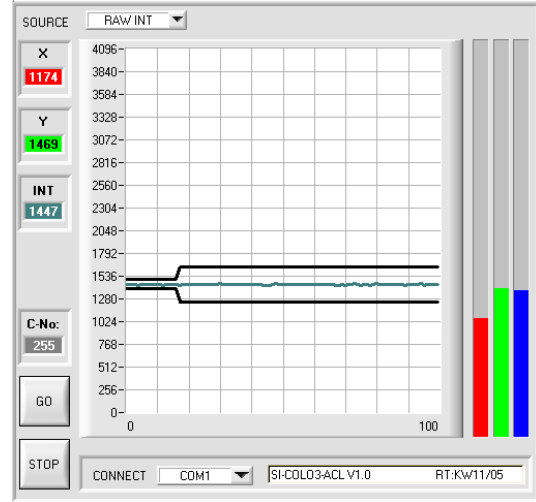 SOURCE RAW INT
X
1174
Y
1469
INT
1447
C-No:
255
GO
STOP
4096
3840
3584
3328
3072
2816
2560
2304
2048
1792
1536
1280
1024
768
512
256
0
0 100
CONNECT COM1 SI-COLO3-ACL V1.0 RT:KW11/05